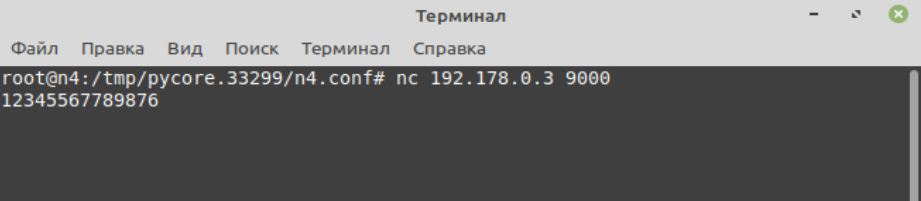 Терминал
Файл Правка Вид Поиск Терминал Справка
root@n4:/tmp/pycore.33299/n4.conf# nc 192.178.0.3 9000
12345567789876